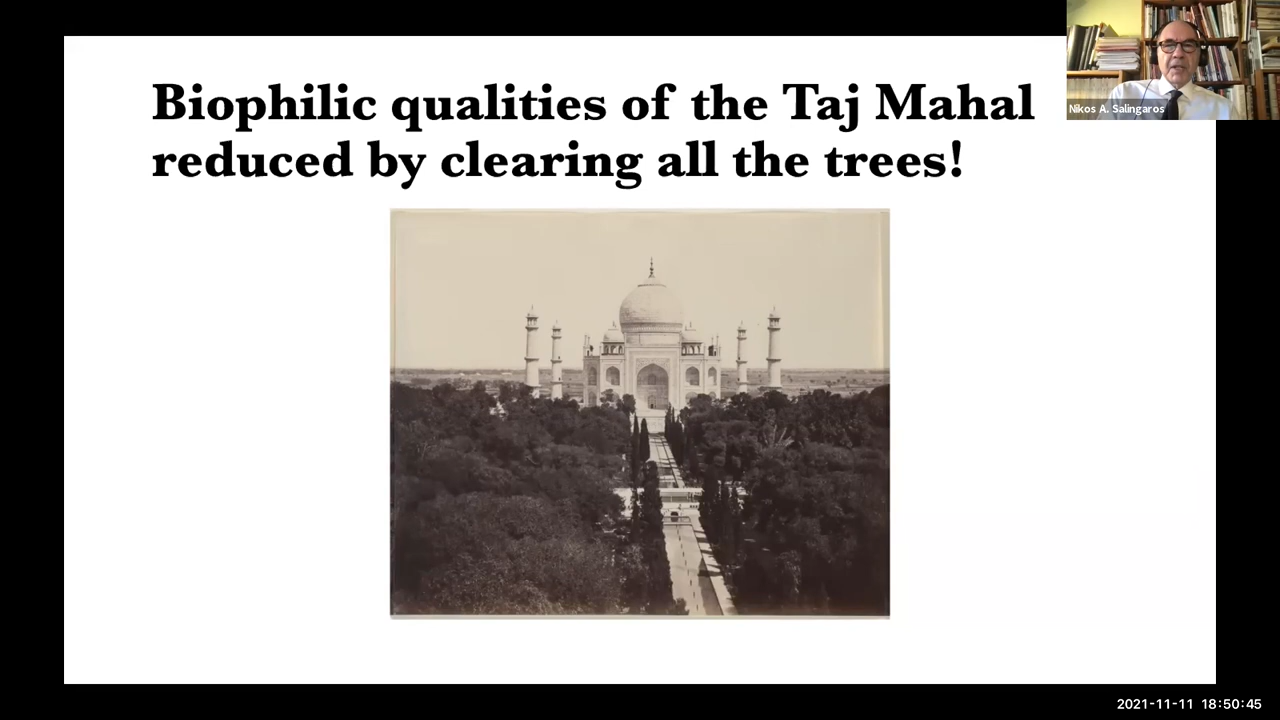 Biophilic qualities of the Taj Mahal
reduced by clearing all the trees!
Nikos A. Salingaros
2021-11-11 18:50:45